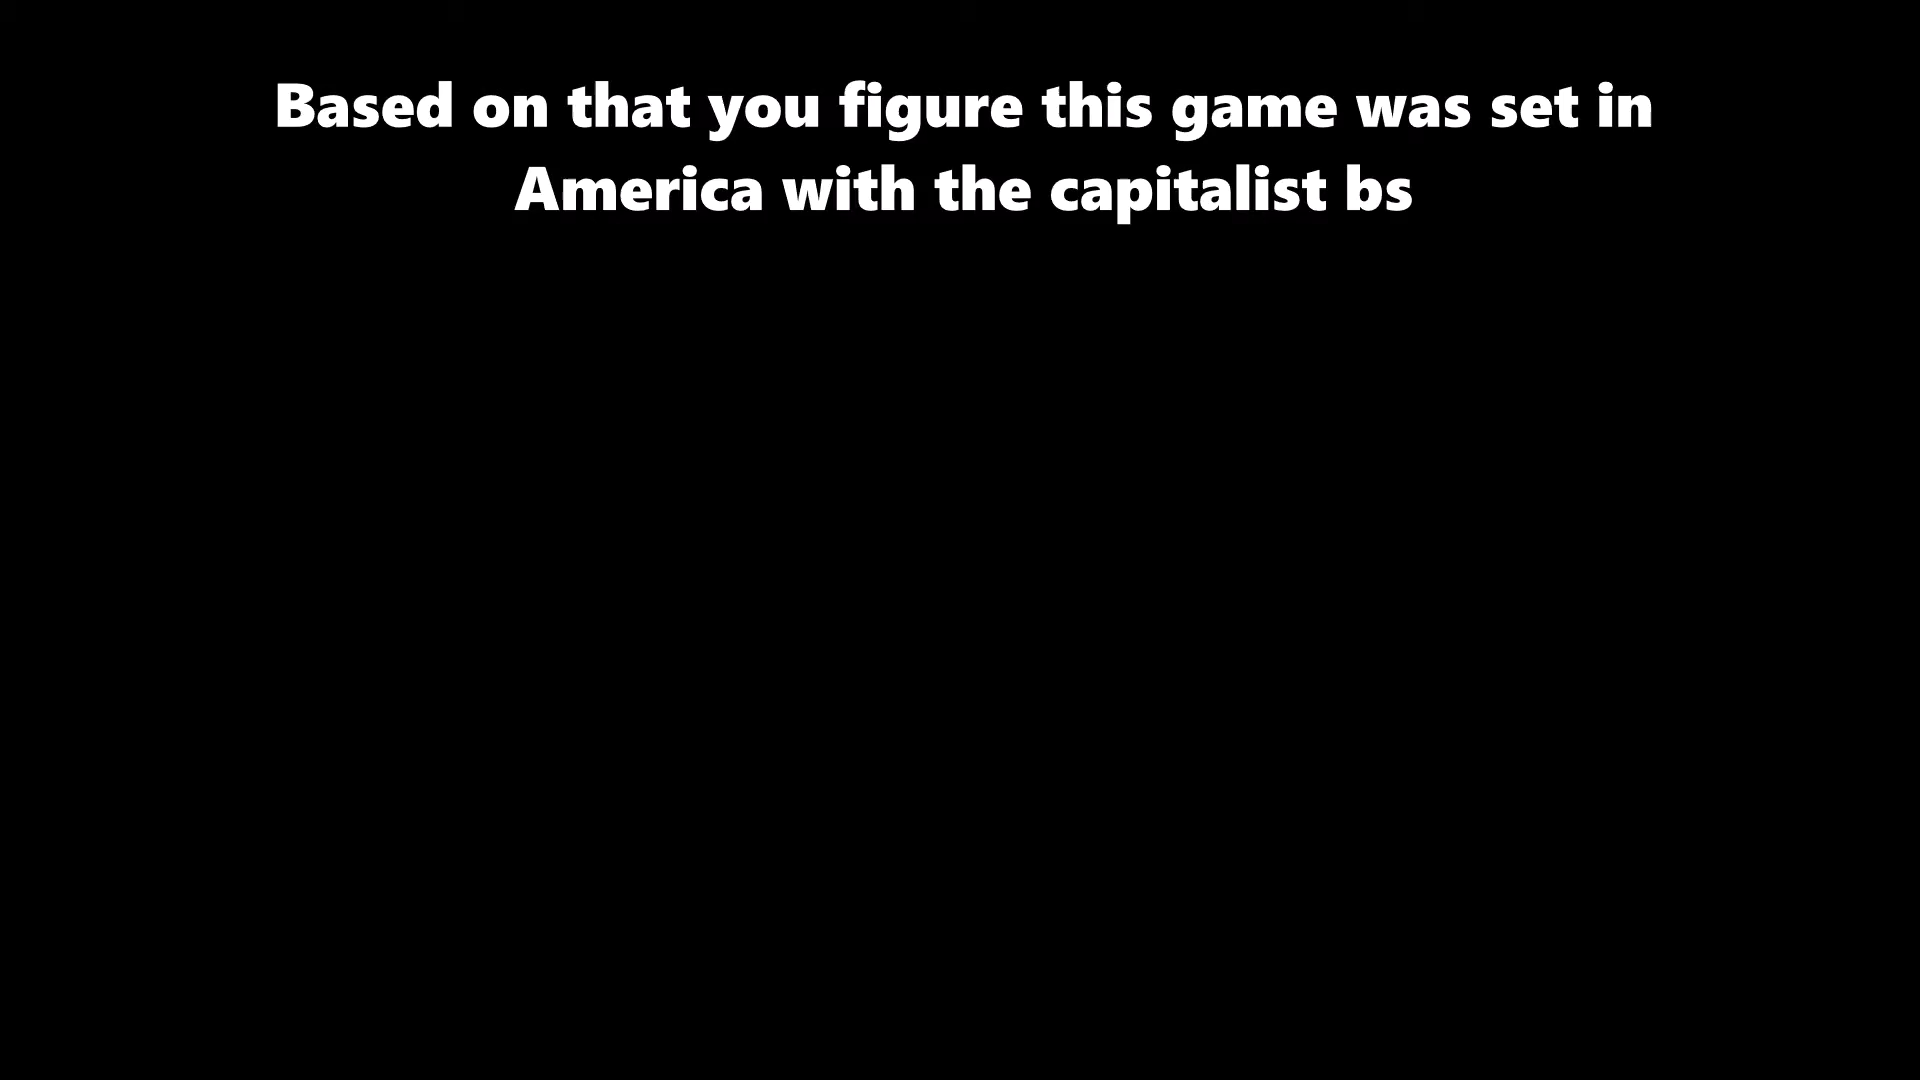 Based on that you figure this game was set in
America with the capitalist bs